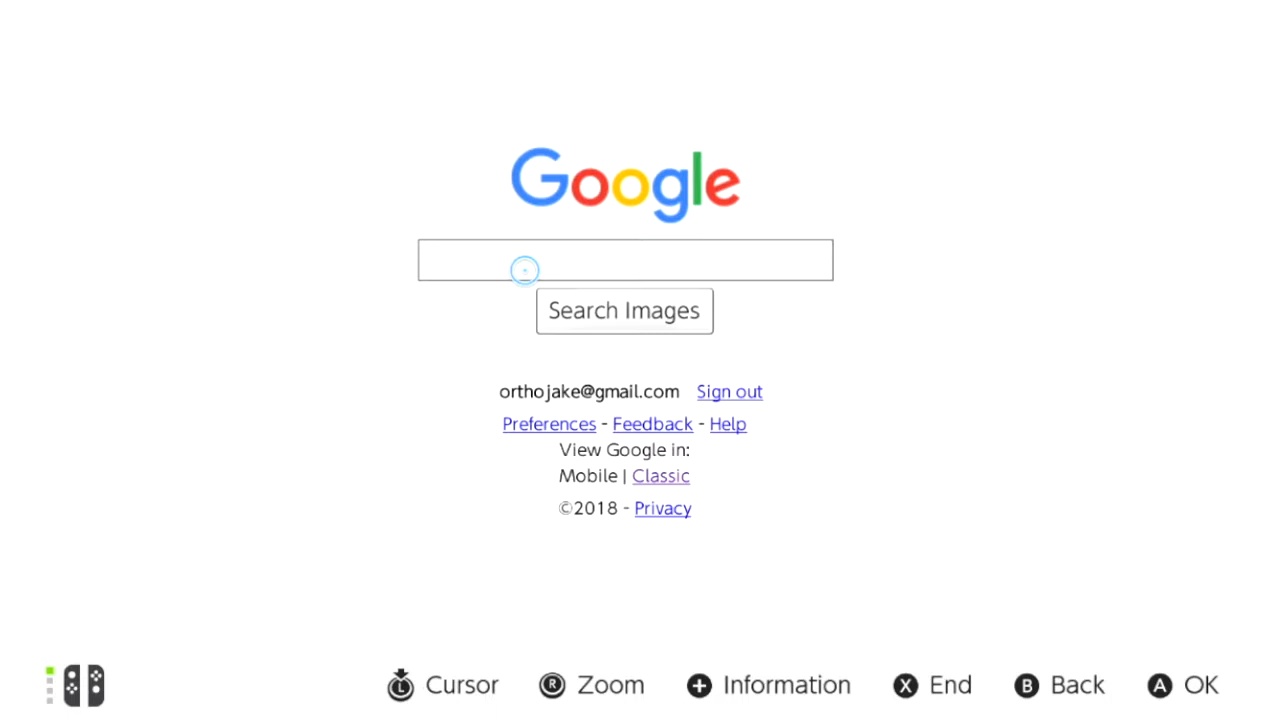 Google
Search Images
orthojake@gmail.com Sign out
Preferences - Feedback - Help
View Google in:
Mobile | Classic
©2018 - Privacy
L Cursor R Zoom + Information X End B Back A OK